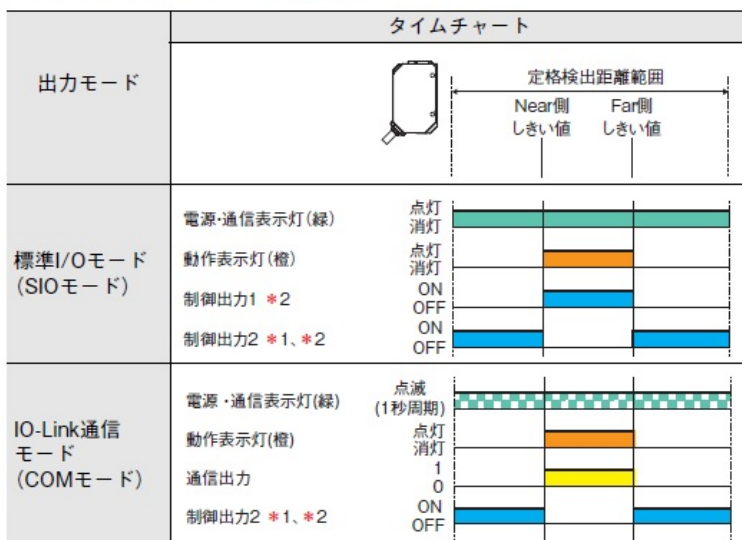 タイムチャート
出力モード
定格検出距離範囲
Near側 Far側
しきい値 しきい値
標準I/Oモード
(SIOモード)
電源・通信表示灯(緑) 点灯
消灯
動作表示灯(橙) 点灯
消灯
制御出力1 *2 ON
OFF
制御出力2 *1、*2 ON
OFF
IO-Link通信
モード
(COMモード)
電源・通信表示灯(緑) 点滅
(1秒周期)
動作表示灯(橙) 点灯
消灯
通信出力 1
0
制御出力2 *1、*2 ON
OFF